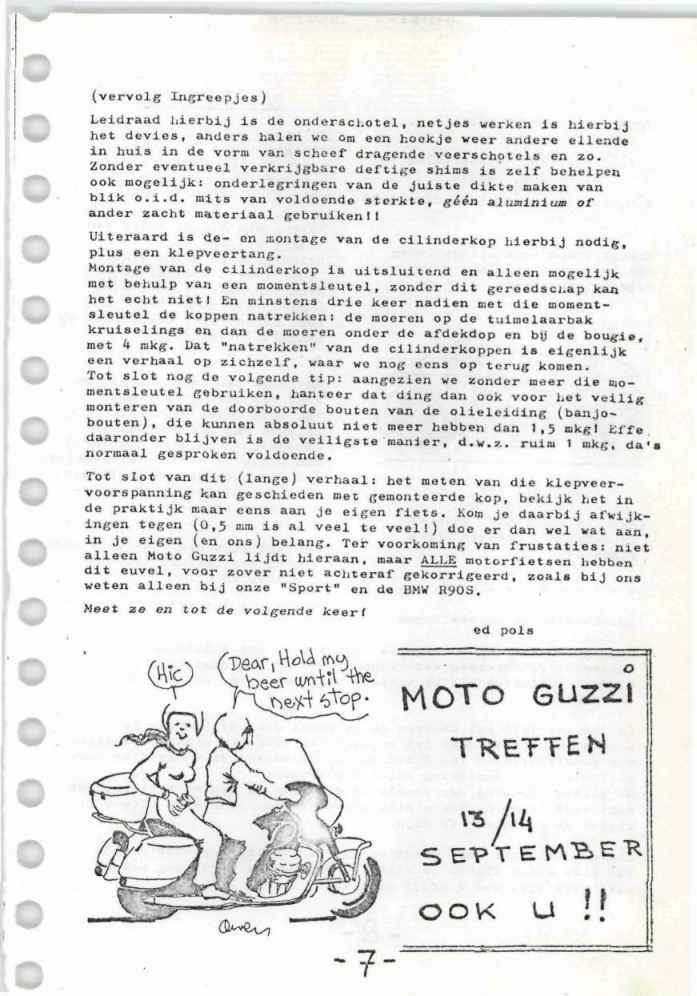 (vervolg Ingreepjes)
Leidraad hierbij is de onderschotel, netjes werken is hierbij
het devies, anders halen we om een hoekje weer andere ellende
in huis in de vorm van scheef dragende veerschotels en zo.
Zonder eventueel verkrijgbare deftige shims is zelf behelpen
ook mogelijk: onderlegringen van de juiste dikte maken van
blik o.i.d. mits van voldoende sterkte, géén aluminium of
ander zacht materiaal gebruiken!!
Uiteraard is de- en montage van de cilinderkop hierbij nodig,
plus een klepveertang.
Montage van de cilinderkop is uitsluitend en alleen mogelijk
met behulp van een momentsleutel, zonder dit gereedschap kan
het echt niet! En minstens drie keer nadien met die moment-
sleutel de koppen natrekken: de moeren op de tuimelaarbak
kruiselings en dan de moeren onder de afdekdop en bij de bougie,
met 4 mkg. Dat "natrekken" van de cilinderkoppen is eigenlijk
een verhaal op zichzelf, waar we nog eens op terug komen.
Tot slot nog de volgende tip: aangezien we zonder meer die mo-
mentsleutel gebruiken, hanteer dat ding dan ook voor het veilig
monteren van de doorboorde bouten van de olieleiding (banjo-
bouten), die kunnen absoluut niet meer hebben dan 1,5 mkg! Effe
daaronder blijven is de veiligste manier, d.w.z. ruim 1 mkg, da's
normaal gesproken voldoende.
Tot slot van dit (lange) verhaal: het meten van die klepveer-
voorspanning kan geschieden met gemonteerde kop, bekijk het in
de praktijk maar eens aan je eigen fiets. Kom je daarbij afwijk-
ingen tegen (0,5 mm is al veel te veel!) doe er dan wel wat aan,
in je eigen (en ons) belang. Ter voorkoming van frustaties: niet
alleen Moto Guzzi lijdt hieraan, maar ALLE motorfietsen hebben
dit euvel, voor zover niet achteraf gekorrigeerd, zoals bij ons
weten alleen bij onze "Sport" en de BMW R90S.
Meet ze en tot de volgende keer!
ed pols
(Hic)
Dear, Hold my
beer until the
next stop.
Owens
MOTO GUZZI
TREFFEN
13/14
SEPTEMBER
OOK U !!
- 7 -